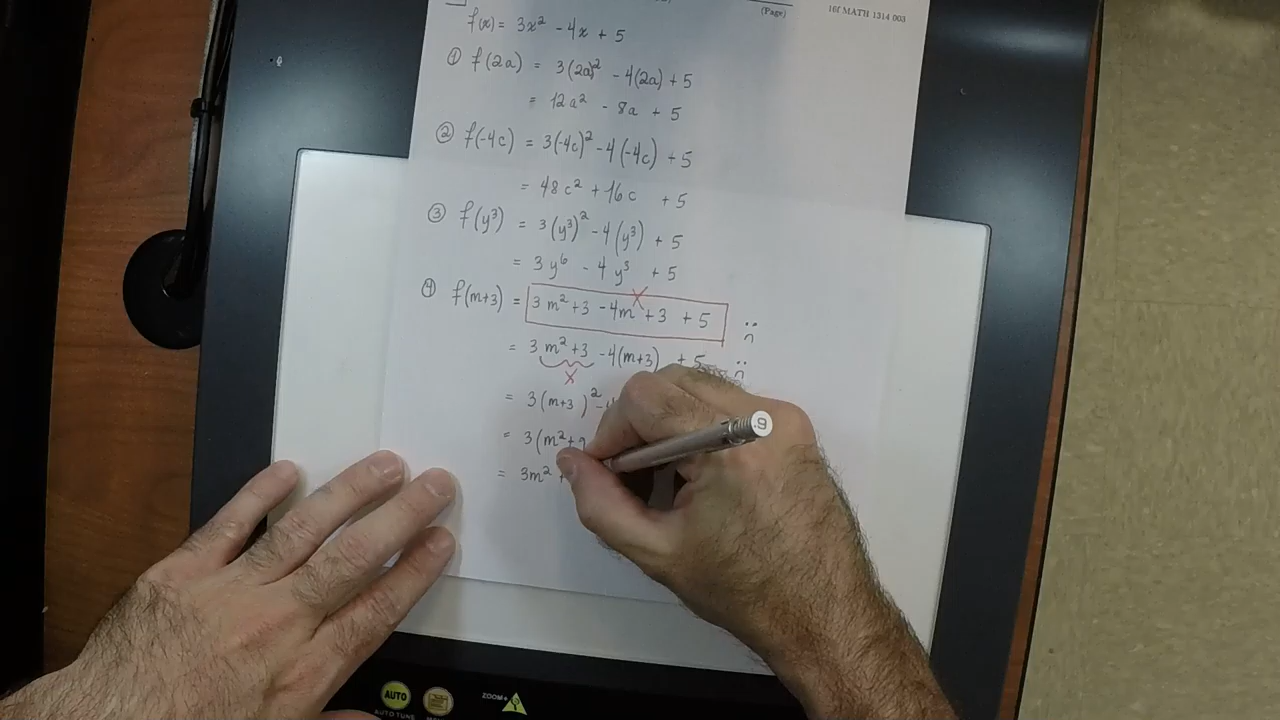 (Page)
16f MATH 1314 003
f(x) = 3x² - 4x + 5
① f(2a) = 3(2a)² - 4(2a) + 5
= 12a² - 8a + 5
② f(-4c) = 3(-4c)² - 4(-4c) + 5
= 48c² + 16c + 5
③ f(y³) = 3(y³)² - 4(y³) + 5
= 3y⁶ - 4y³ + 5
④ f(m+3) = 3m² + 3 - 4m + 3 + 5
= 3m² + 3 - 4(m+3) + 5
X
= 3(m+3)² -
= 3(m² +
= 3m² +
AUTO
AUTO TUNE
ZOOM+